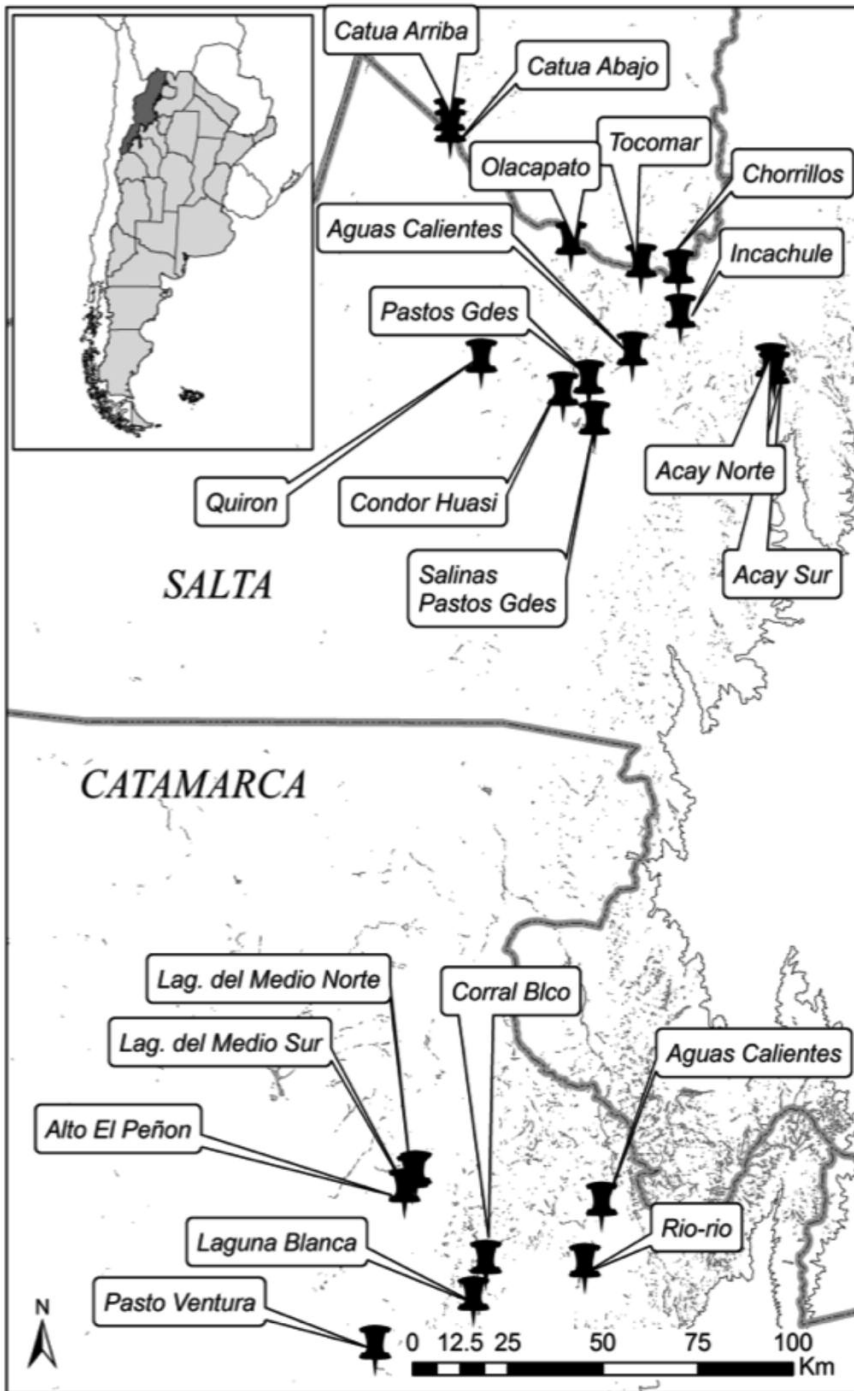 Catua Arriba
Catua Abajo
Tocomar
Olacapato
Chorrillos
Aguas Calientes
Incachule
Pastos Gdes
Quiron
Condor Huasi
Acay Norte
Salinas
Pastos Gdes
Acay Sur
SALTA
CATAMARCA
Lag. del Medio Norte
Corral Blco
Lag. del Medio Sur
Aguas Calientes
Alto El Peñon
Laguna Blanca
Rio-rio
Pasto Ventura
N
0 12.5 25 50 75 100
Km